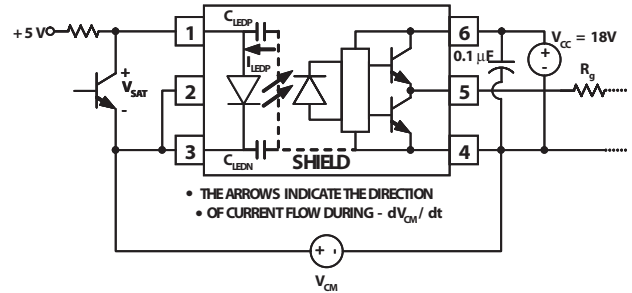 C_LEDP
+5 V
1
6
V_CC = 18V
I_LEDP
0.1 µF
+
V_SAT
-
2
5
R_g
+
-
3
C_LEDN
SHIELD
4
• THE ARROWS INDICATE THE DIRECTION
• OF CURRENT FLOW DURING - dV_CM / dt
+ -
V_CM